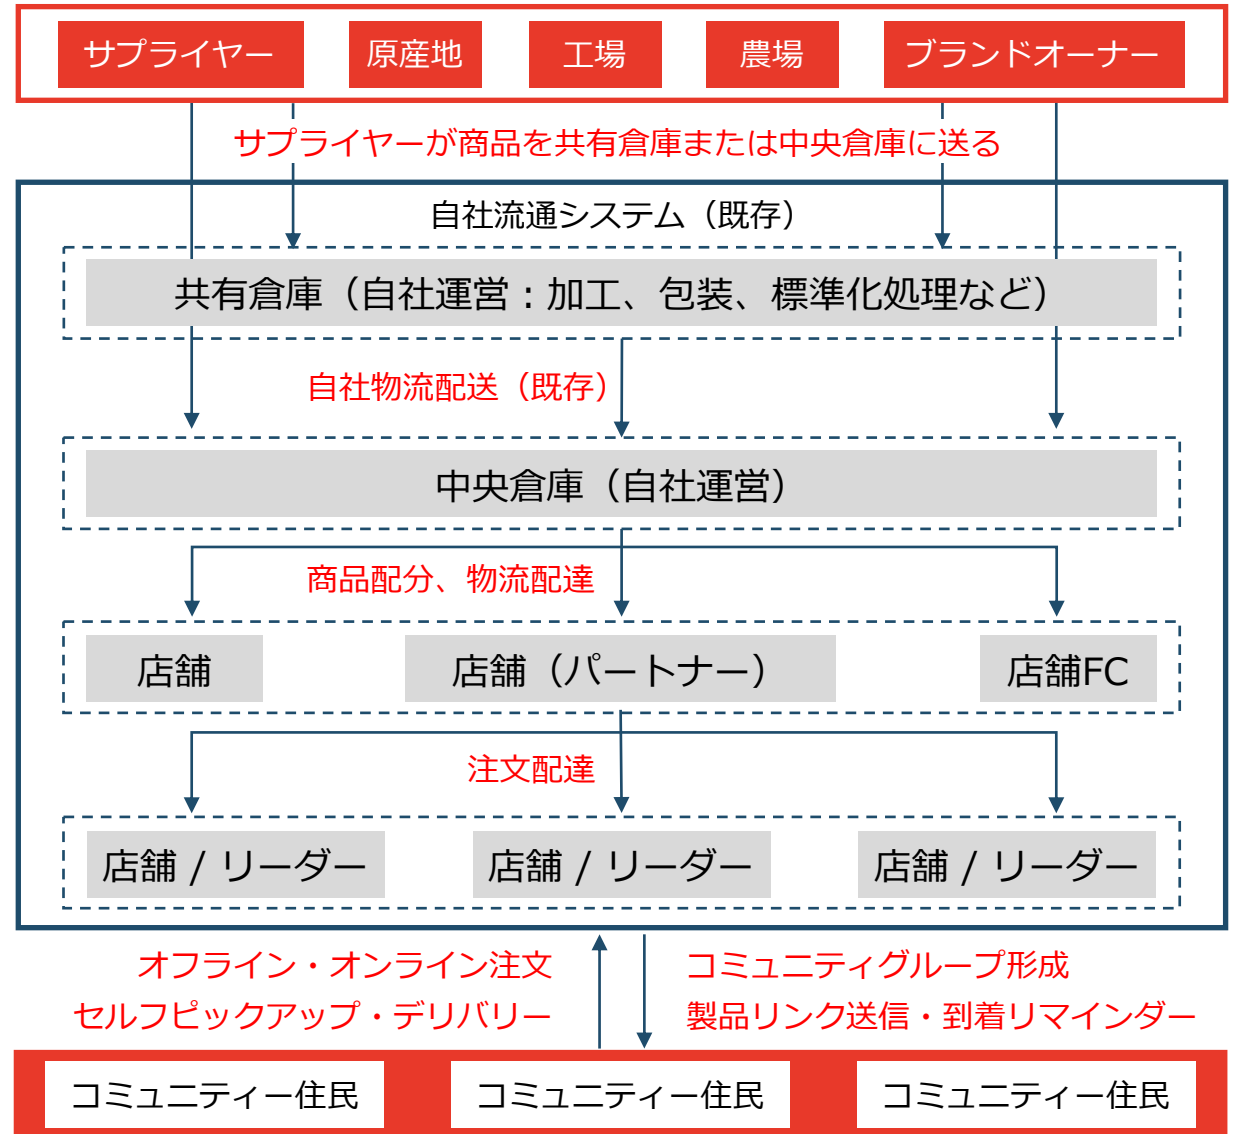 サプライヤー
原産地
工場
農場
ブランドオーナー
サプライヤーが商品を共有倉庫または中央倉庫に送る
自社流通システム（既存）
共有倉庫（自社運営：加工、包装、標準化処理など）
自社物流配送（既存）
中央倉庫（自社運営）
商品配分、物流配達
店舗
店舗（パートナー）
店舗FC
注文配達
店舗 / リーダー
店舗 / リーダー
店舗 / リーダー
オフライン・オンライン注文
セルフピックアップ・デリバリー
コミュニティグループ形成
製品リンク送信・到着リマインダー
コミュニティー住民
コミュニティー住民
コミュニティー住民